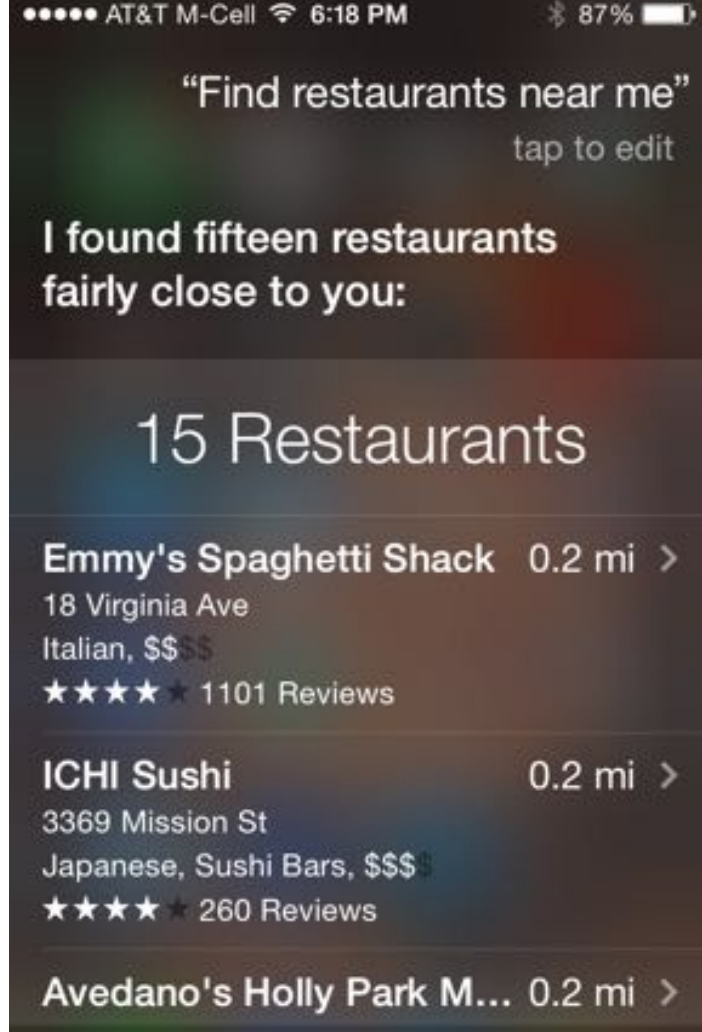 AT&T M-Cell 6:18 PM 87%
“Find restaurants near me”
tap to edit
I found fifteen restaurants
fairly close to you:
15 Restaurants
Emmy's Spaghetti Shack 0.2 mi
18 Virginia Ave
Italian, $$$$
★★★★★ 1101 Reviews
ICHI Sushi 0.2 mi
3369 Mission St
Japanese, Sushi Bars, $$$$
★★★★★ 260 Reviews
Avedano's Holly Park M... 0.2 mi